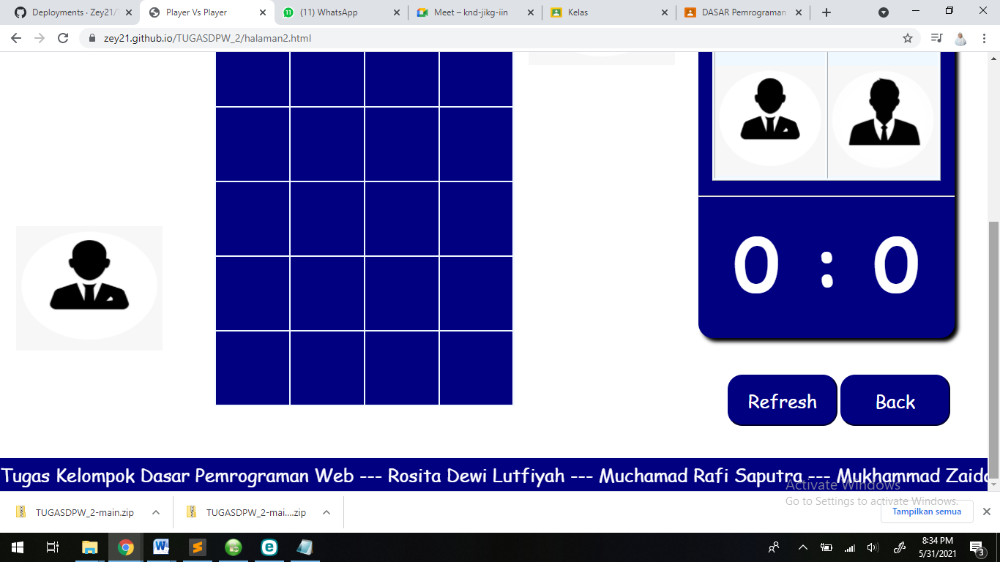 Deployments · Zey21/
Player Vs Player
(11) WhatsApp
Meet – knd-jikg-iin
Kelas
DASAR Pemrograman
zey21.github.io/TUGASDPW_2/halaman2.html
0 : 0
Refresh
Back
Tugas Kelompok Dasar Pemrograman Web --- Rosita Dewi Lutfiyah --- Muchamad Rafi Saputra --- Mukhammad Zaida
Activate Windows
Go to Settings to activate Windows.
TUGASDPW_2-main.zip
TUGASDPW_2-mai....zip
Tampilkan semua
8:34 PM
5/31/2021
3